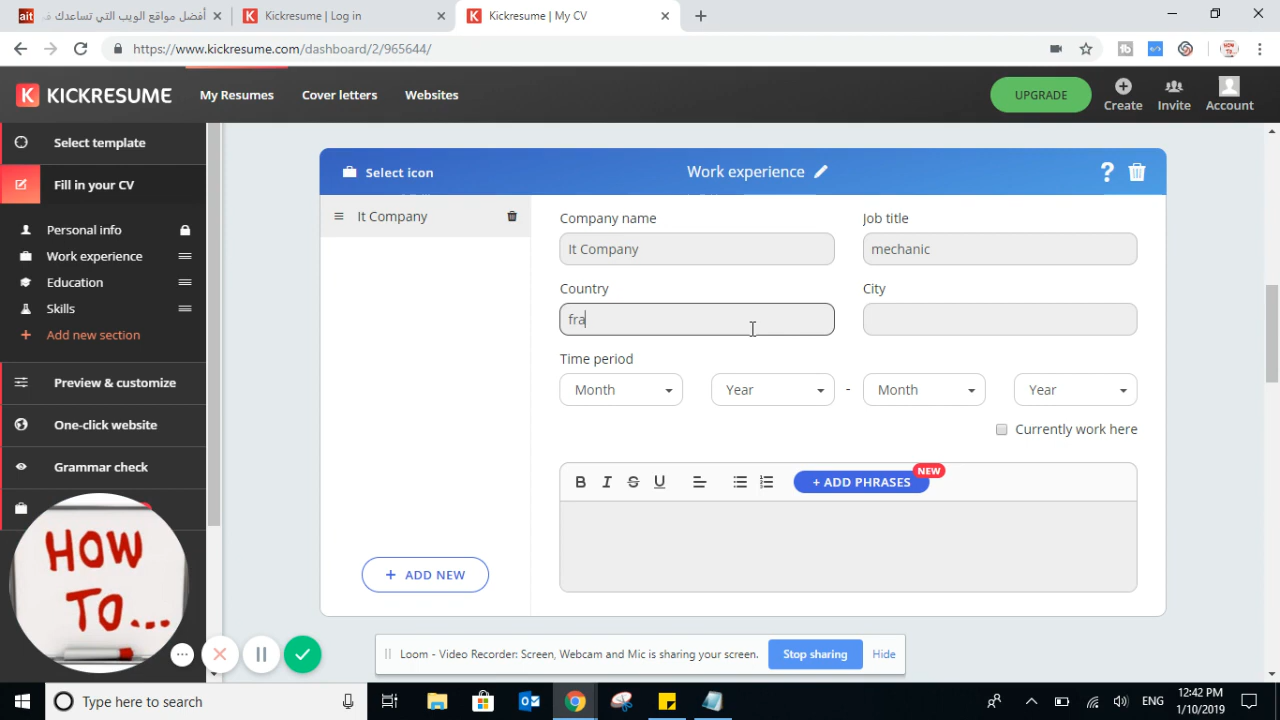 أفضل مواقع الويب التي تساعدك في
Kickresume | Log in
Kickresume | My CV
https://www.kickresume.com/dashboard/2/965644/
KICKRESUME
My Resumes
Cover letters
Websites
UPGRADE
Create
Invite
Account
Select template
Fill in your CV
Personal info
Work experience
Education
Skills
+ Add new section
Preview & customize
One-click website
Grammar check
Select icon
Work experience
?
It Company
+ ADD NEW
Company name
Job title
It Company
mechanic
Country
City
fra
Time period
Month
Year
-
Month
Year
Currently work here
B I S U
+ ADD PHRASES
NEW
HOW
TO...
Loom - Video Recorder: Screen, Webcam and Mic is sharing your screen.
Stop sharing
Hide
Type here to search
ENG
12:42 PM
1/10/2019